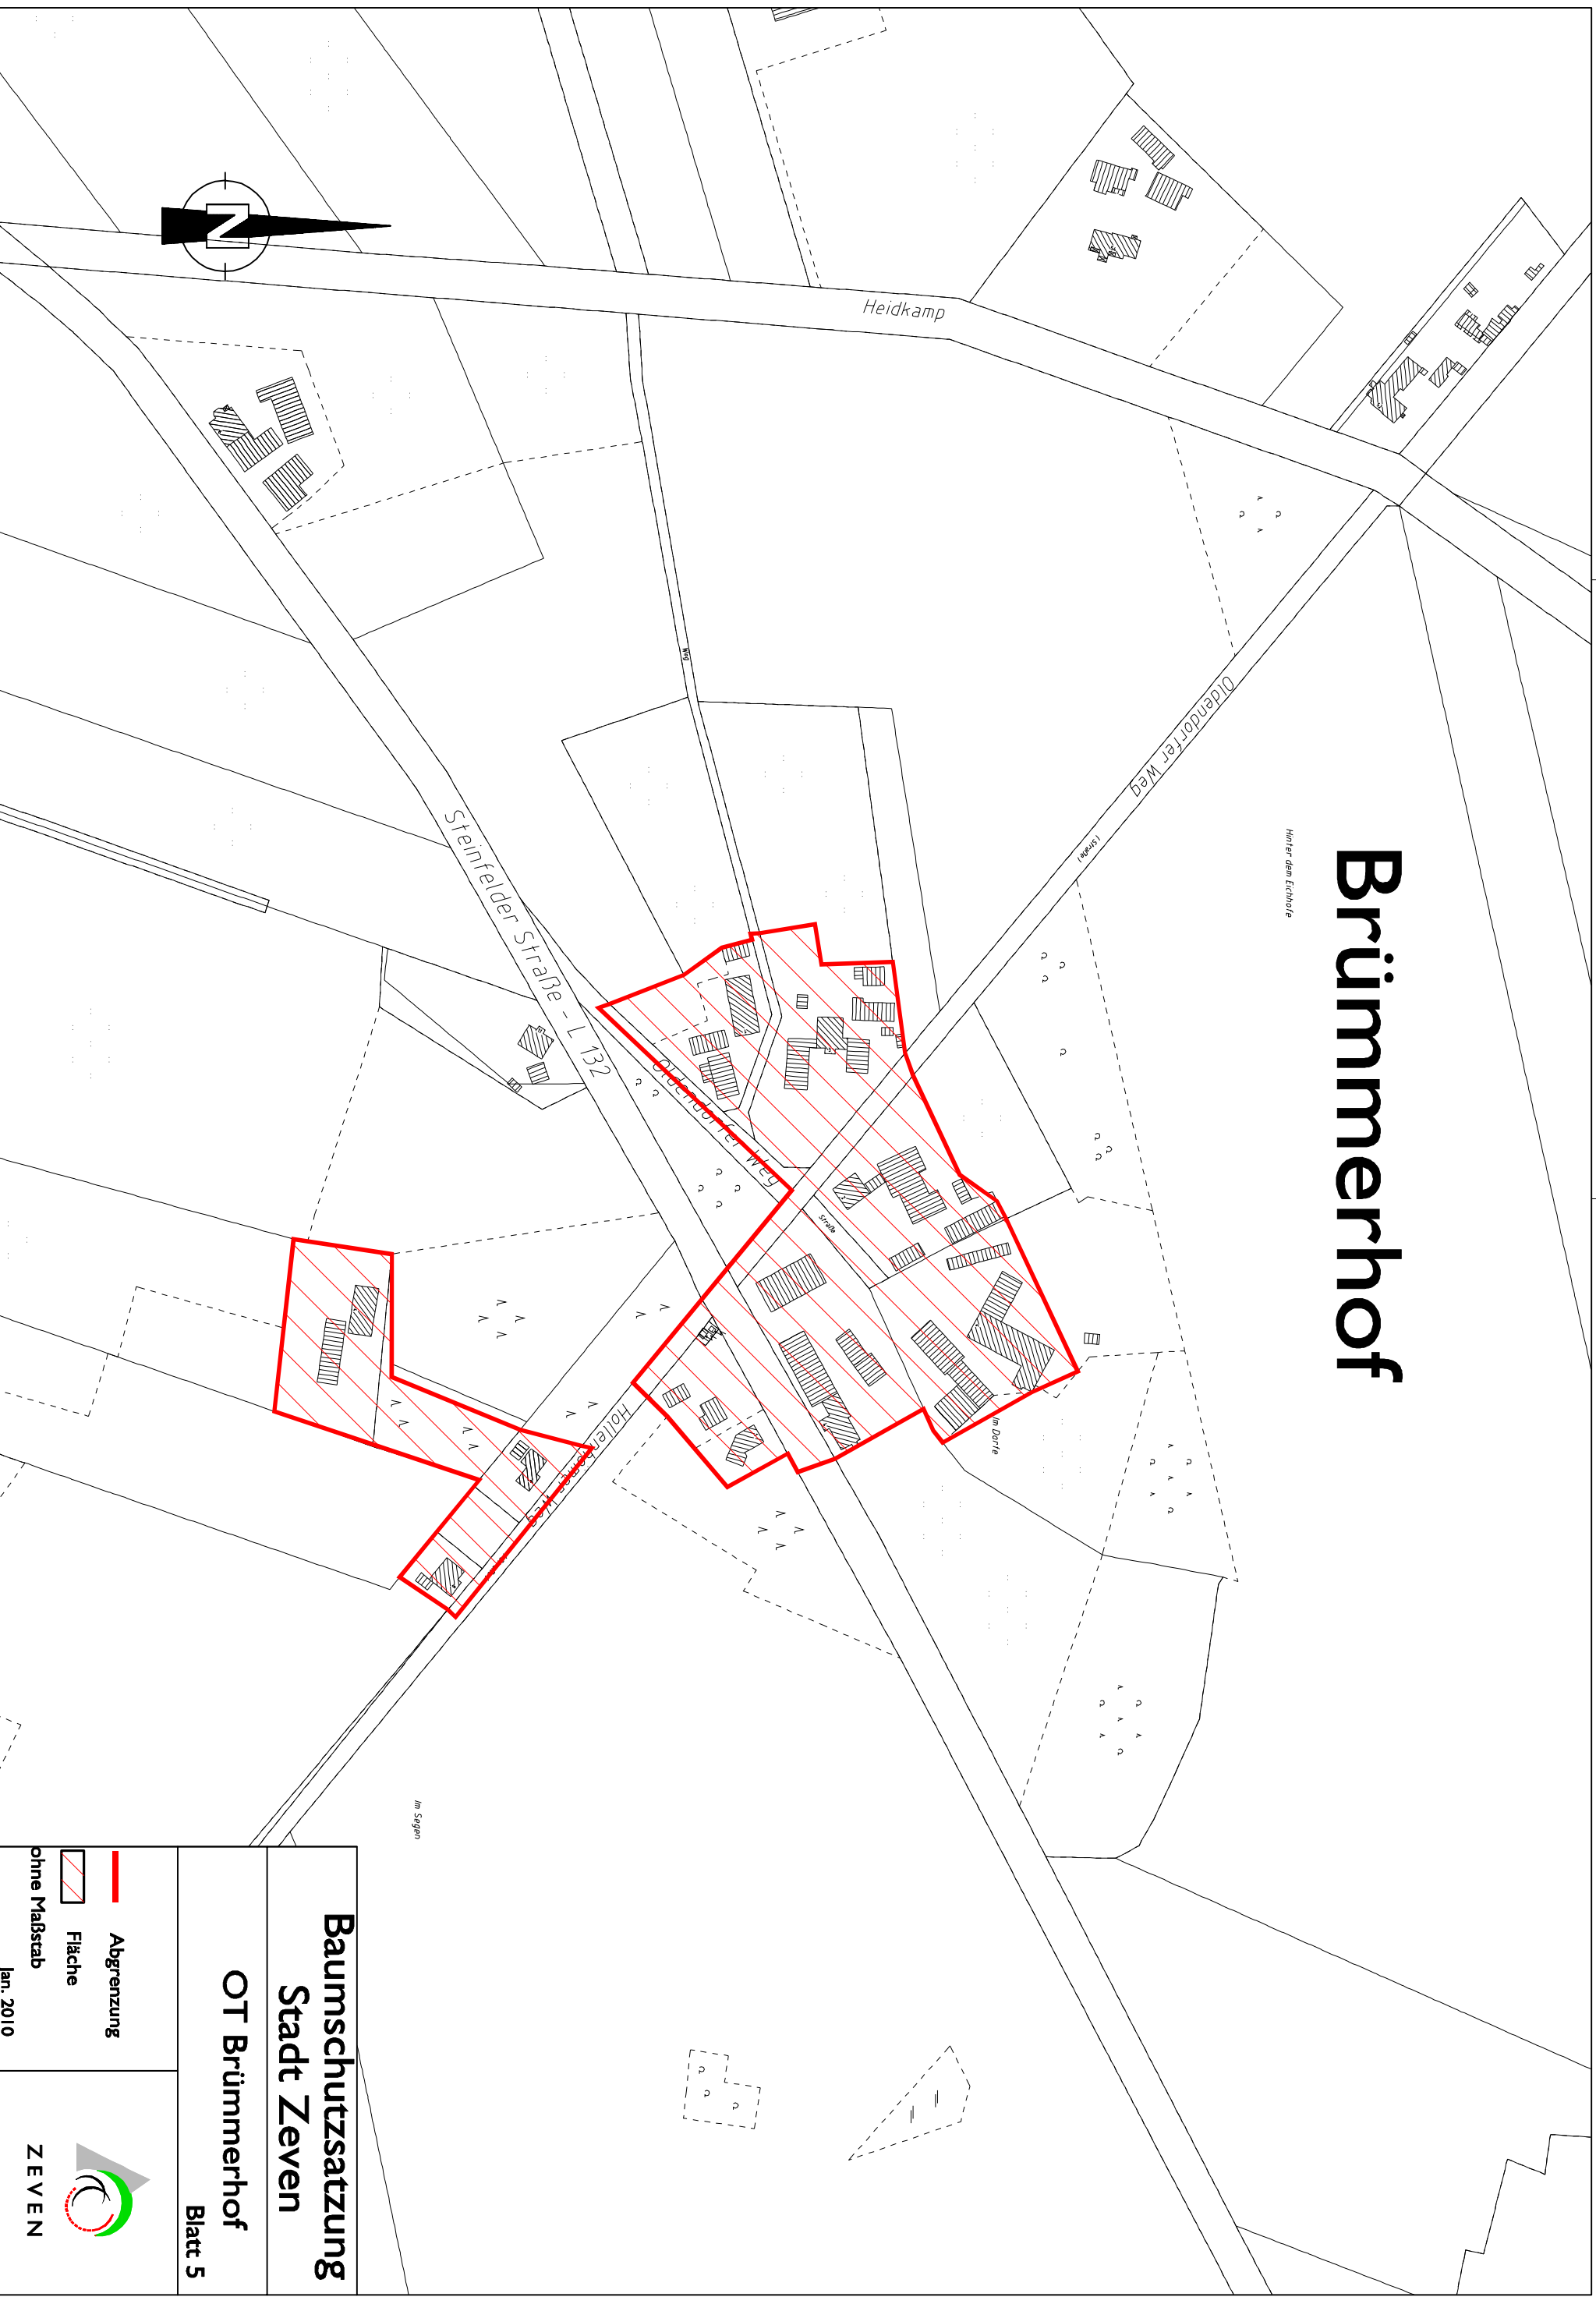 Brümmerhof
Hinter dem Eichhofe
Oldendorfer Weg
(Straße)
Heidkamp
Weg
Im Dorfe
Straße
Oldendorfer Weg
Steinfelder Straße - L 132
Im Segen
N
Baumschutzsatzung
Stadt Zeven
OT Brümmerhof
Blatt 5
Abgrenzung
Fläche
ohne Maßstab
Jan. 2010
ZEVEN